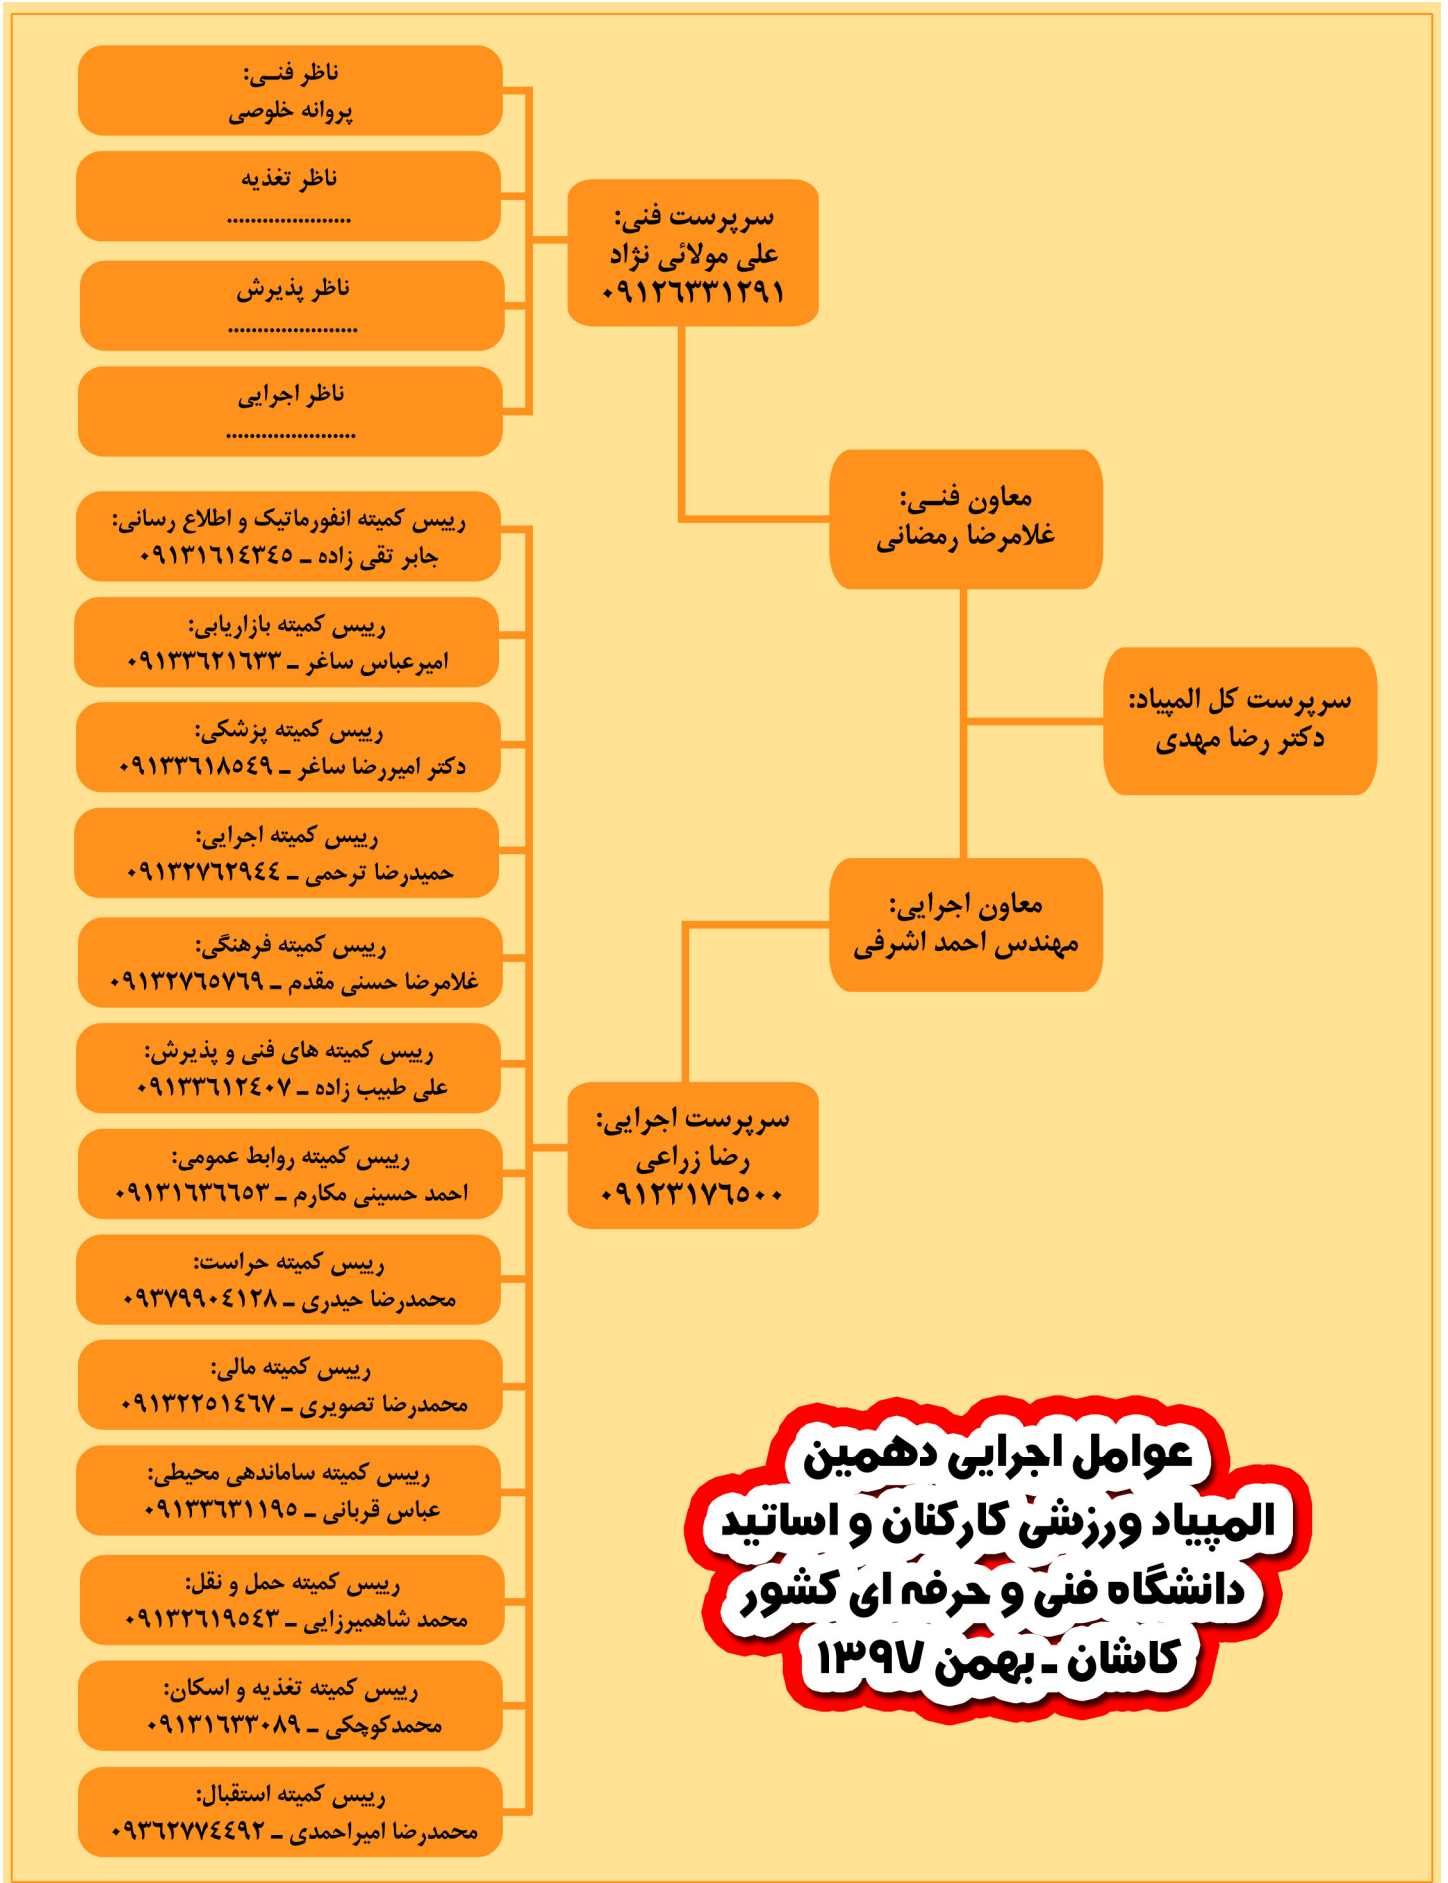 سرپرست کل المپیاد:
دکتر رضا مهدی
معاون فنــی:
غلامرضا رمضانی
معاون اجرایی:
مهندس احمد اشرفی
سرپرست فنی:
علی مولائی نژاد
۰۹۱۲۶۳۳۱۲۹۱
ناظر فنــی:
پروانه خلوصی
ناظر تغذیه
.....................
ناظر پذیرش
......................
ناظر اجرایی
......................
سرپرست اجرایی:
رضا زراعی
۰۹۱۲۳۱۷۶۵۰۰
رییس کمیته انفورماتیک و اطلاع رسانی:
جابر تقی زاده ـ ۰۹۱۳۱۶۱۴۳۴۵
رییس کمیته بازاریابی:
امیرعباس ساغر ـ ۰۹۱۳۳۶۲۱۶۳۳
رییس کمیته پزشکی:
دکتر امیررضا ساغر ـ ۰۹۱۳۳۶۱۸۵۴۹
رییس کمیته اجرایی:
حمیدرضا ترحمی ـ ۰۹۱۳۲۷۶۲۹۴۴
رییس کمیته فرهنگی:
غلامرضا حسنی مقدم ـ ۰۹۱۳۲۷۶۵۷۶۹
رییس کمیته های فنی و پذیرش:
علی طبیب زاده ـ ۰۹۱۳۳۶۱۲۴۰۷
رییس کمیته روابط عمومی:
احمد حسینی مکارم ـ ۰۹۱۳۱۶۳۶۶۵۳
رییس کمیته حراست:
محمدرضا حیدری ـ ۰۹۳۷۹۹۰۴۱۲۸
رییس کمیته مالی:
محمدرضا تصویری ـ ۰۹۱۳۲۲۵۱۴۶۷
رییس کمیته ساماندهی محیطی:
عباس قربانی ـ ۰۹۱۳۳۶۳۱۱۹۵
رییس کمیته حمل و نقل:
محمد شاهمیرزایی ـ ۰۹۱۳۲۶۱۹۵۴۳
رییس کمیته تغذیه و اسکان:
محمدکوچکی ـ ۰۹۱۳۱۶۳۳۰۸۹
رییس کمیته استقبال:
محمدرضا امیراحمدی ـ ۰۹۳۶۲۷۷۴۴۹۲
عوامل اجرایی دهمین
المپیاد ورزشی کارکنان و اساتید
دانشگاه فنی و حرفه ای کشور
کاشان ـ بهمن ۱۳۹۷